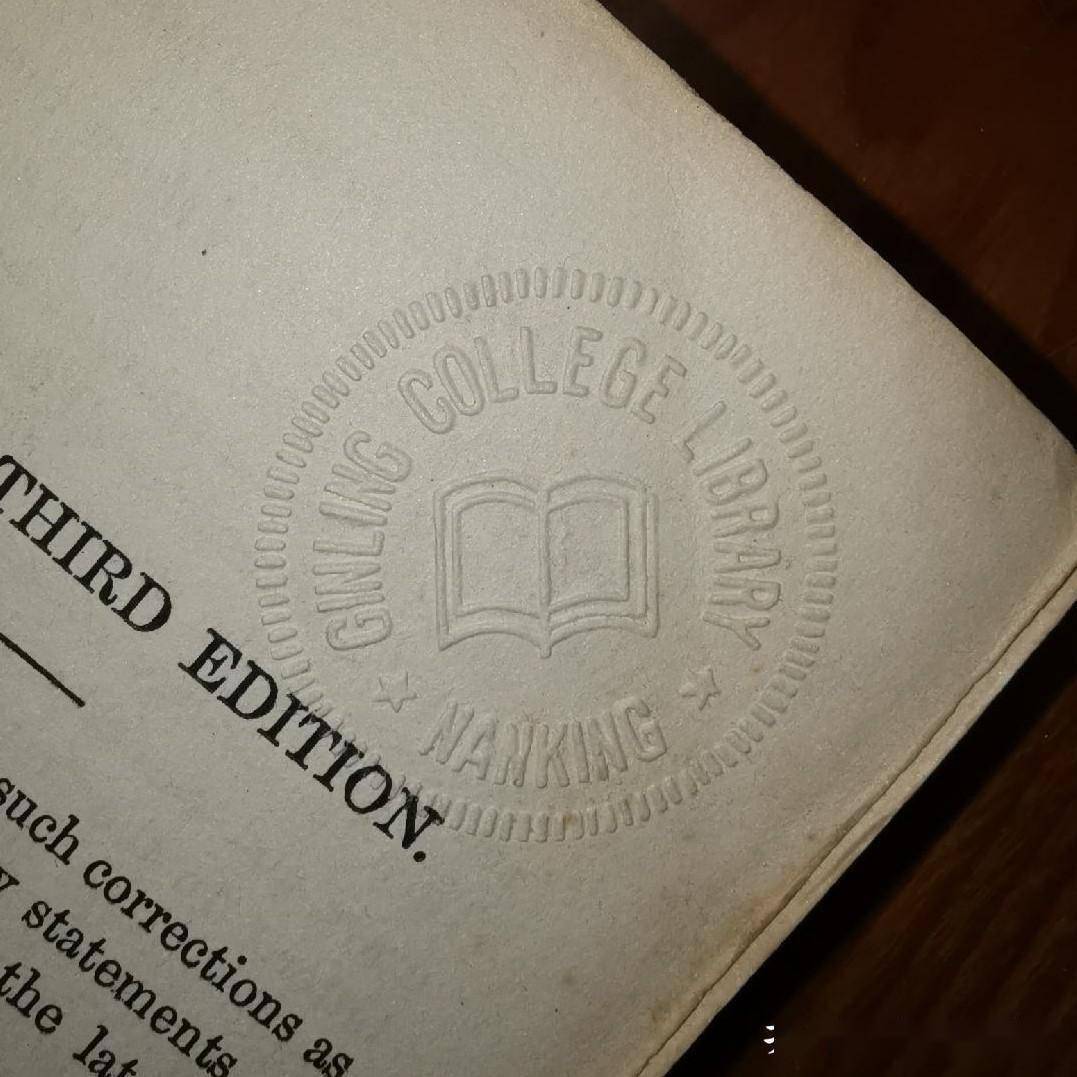 GINLING COLLEGE LIBRARY
NANKING
THIRD EDITION.
such corrections as
statements
the